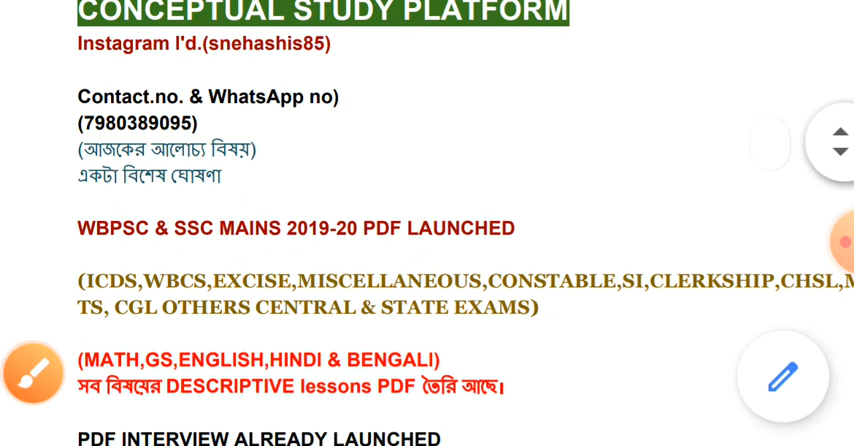 CONCEPTUAL STUDY PLATFORM
Instagram I'd.(snehashis85)
Contact.no. & WhatsApp no)
(7980389095)
(আজকের আলোচ্য বিষয়)
একটা বিশেষ ঘোষণা
WBPSC & SSC MAINS 2019-20 PDF LAUNCHED
(ICDS,WBCS,EXCISE,MISCELLANEOUS,CONSTABLE,SI,CLERKSHIP,CHSL,M
TS, CGL OTHERS CENTRAL & STATE EXAMS)
(MATH,GS,ENGLISH,HINDI & BENGALI)
সব বিষয়ের DESCRIPTIVE lessons PDF তৈরি আছে।
PDF INTERVIEW ALREADY LAUNCHED